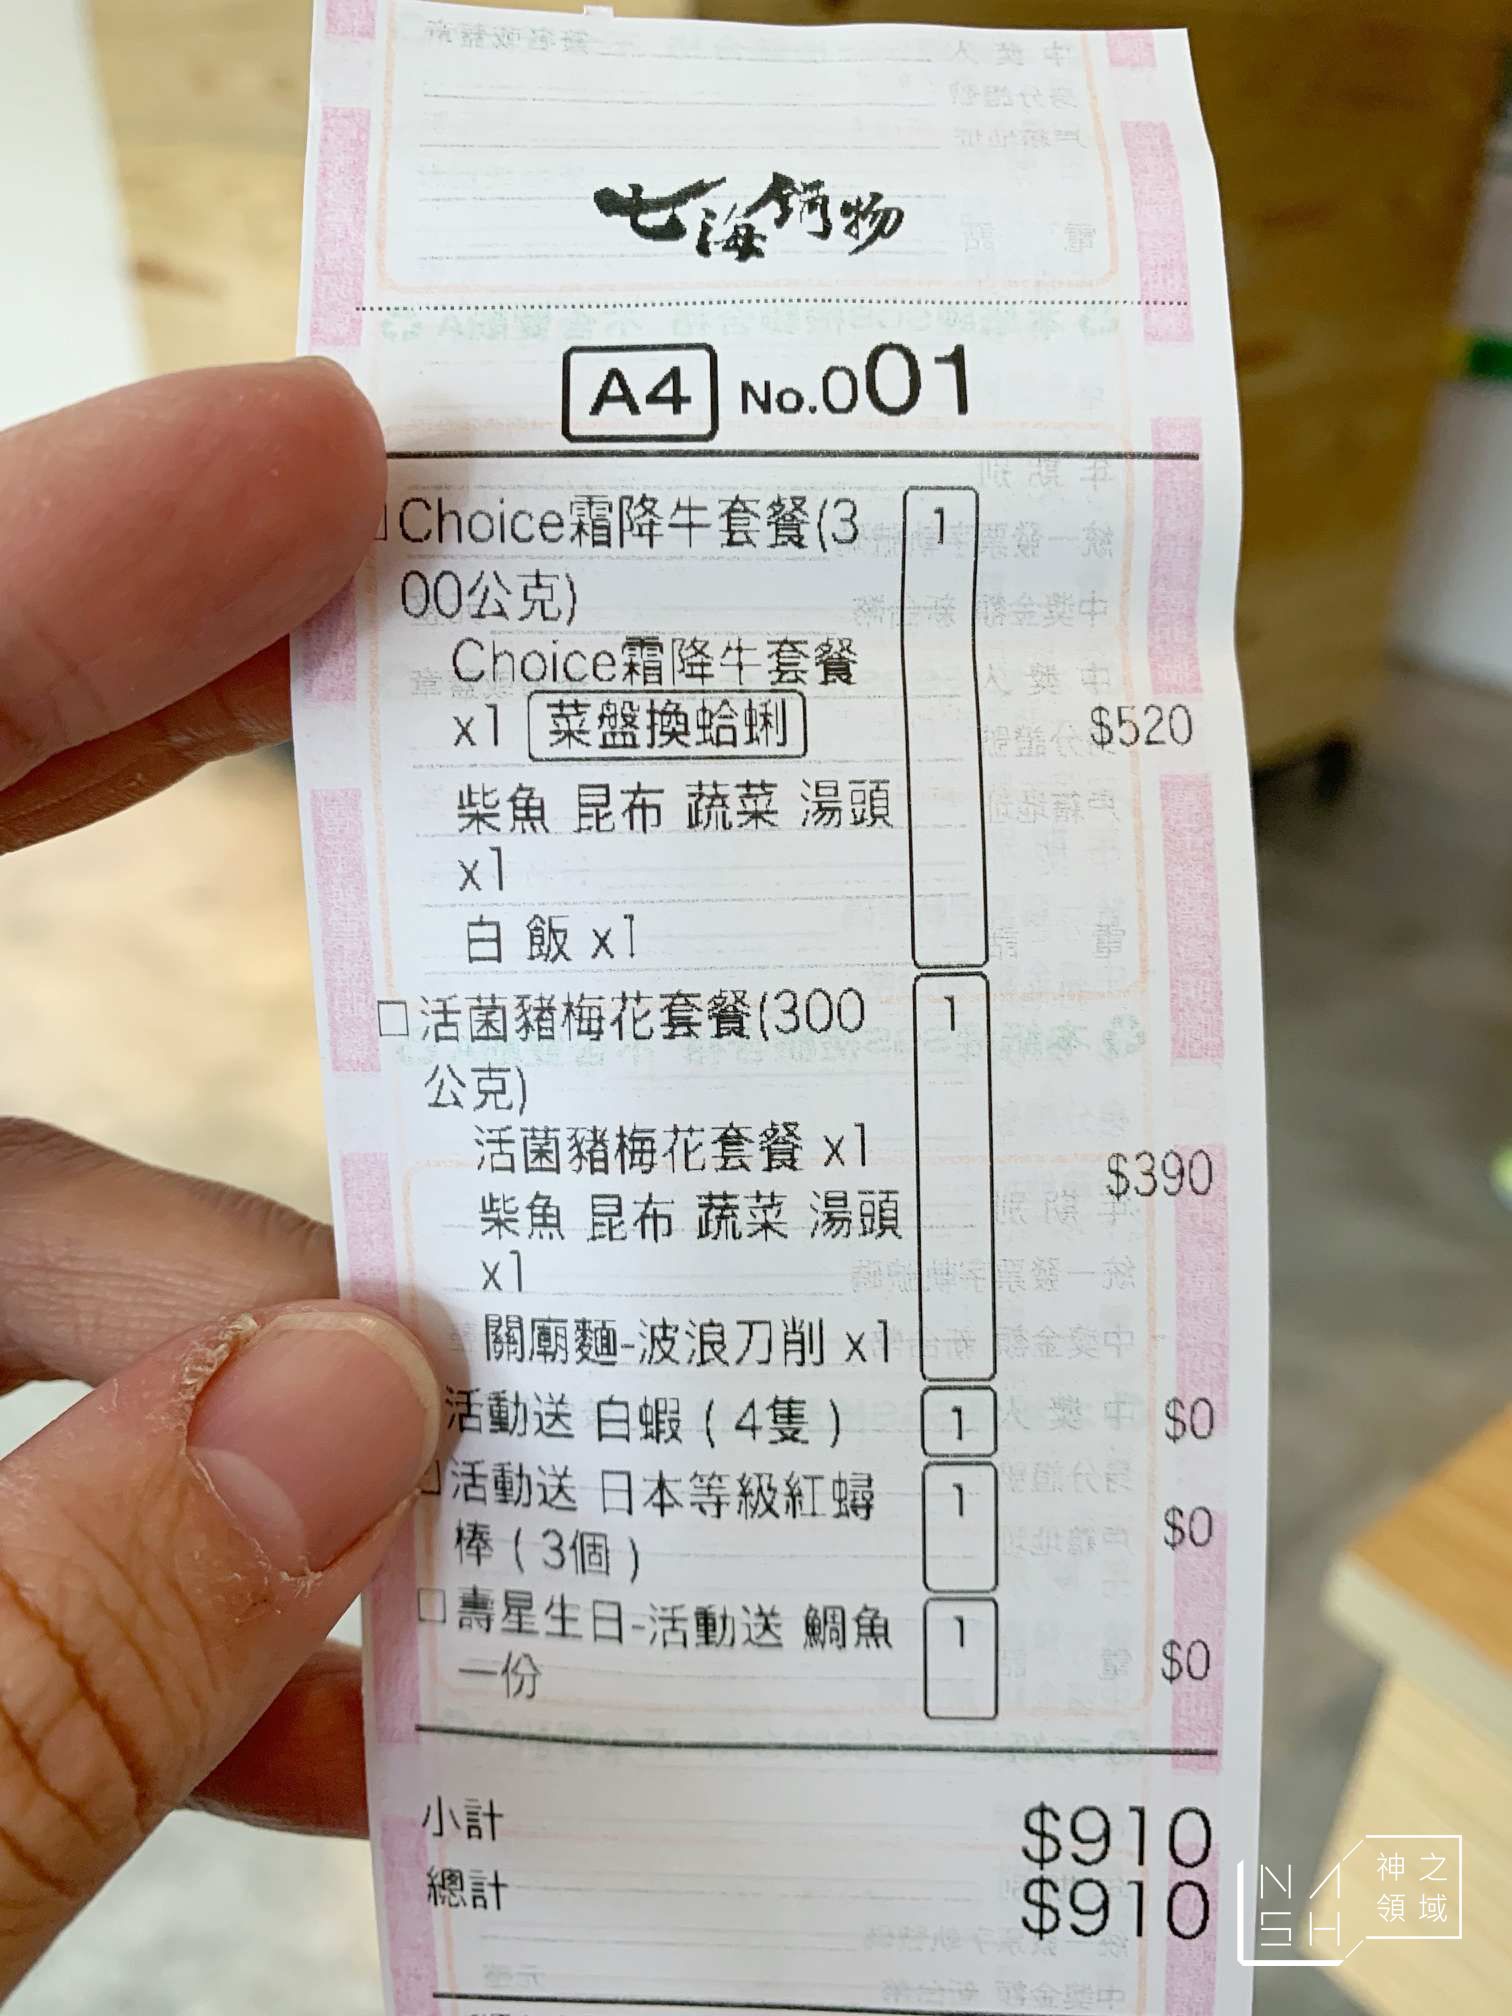 七海鍋物
A4 No.001
□Choice霜降牛套餐(3 1
00公克)
Choice霜降牛套餐
x1 菜盤換蛤蜊 $520
柴魚 昆布 蔬菜 湯頭
x1
白 飯 x1
□活菌豬梅花套餐(300 1
公克)
活菌豬梅花套餐 x1 $390
柴魚 昆布 蔬菜 湯頭
x1
關廟麵-波浪刀削 x1
活動送 白蝦（4隻） 1 $0
□活動送 日本等級紅蟳 1 $0
棒（3個）
□壽星生日-活動送 鯛魚 1 $0
一份
小計 $910
總計 $910
NASH 神之領域